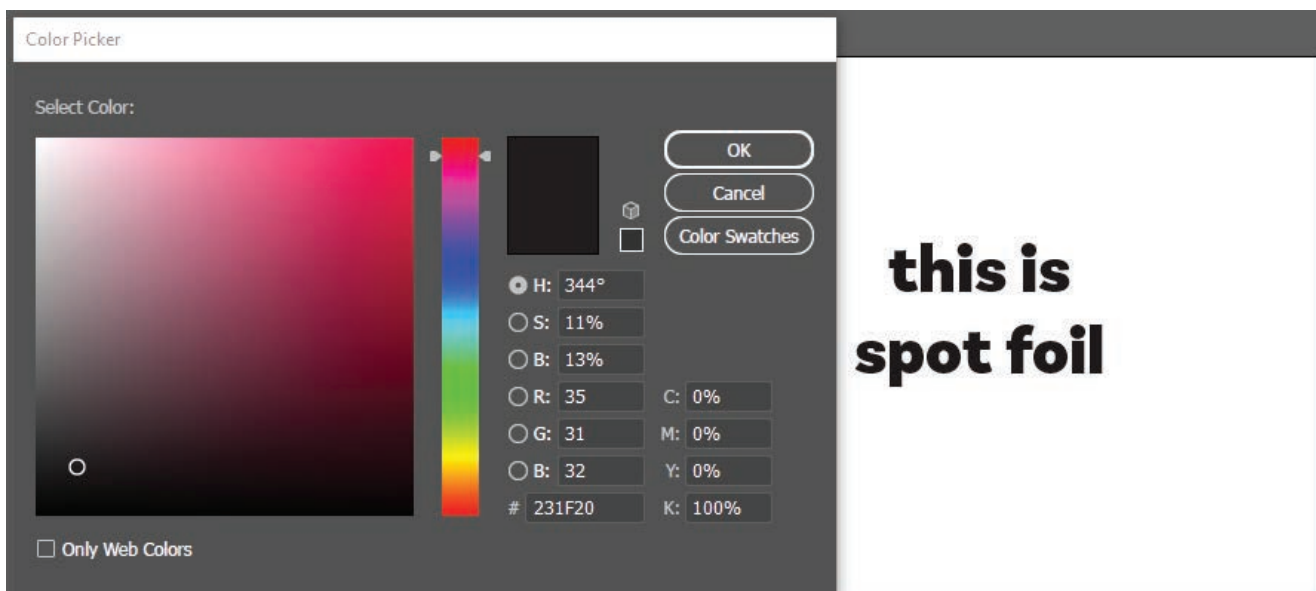 Color Picker
Select Color:
OK
Cancel
Color Swatches
H: 344°
S: 11%
B: 13%
R: 35 C: 0%
G: 31 M: 0%
B: 32 Y: 0%
# 231F20 K: 100%
Only Web Colors
this is
spot foil